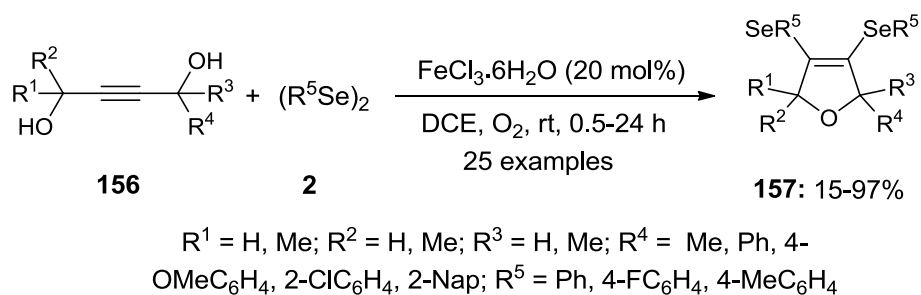 R² OH SeR⁵ SeR⁵
R¹ R³ + (R⁵Se)₂ FeCl₃.6H₂O (20 mol%) R¹ R³
HO R⁴ DCE, O₂, rt, 0.5-24 h R² O R⁴
25 examples
156 2 157: 15-97%
R¹ = H, Me; R² = H, Me; R³ = H, Me; R⁴ = Me, Ph, 4-
OMeC₆H₄, 2-ClC₆H₄, 2-Nap; R⁵ = Ph, 4-FC₆H₄, 4-MeC₆H₄